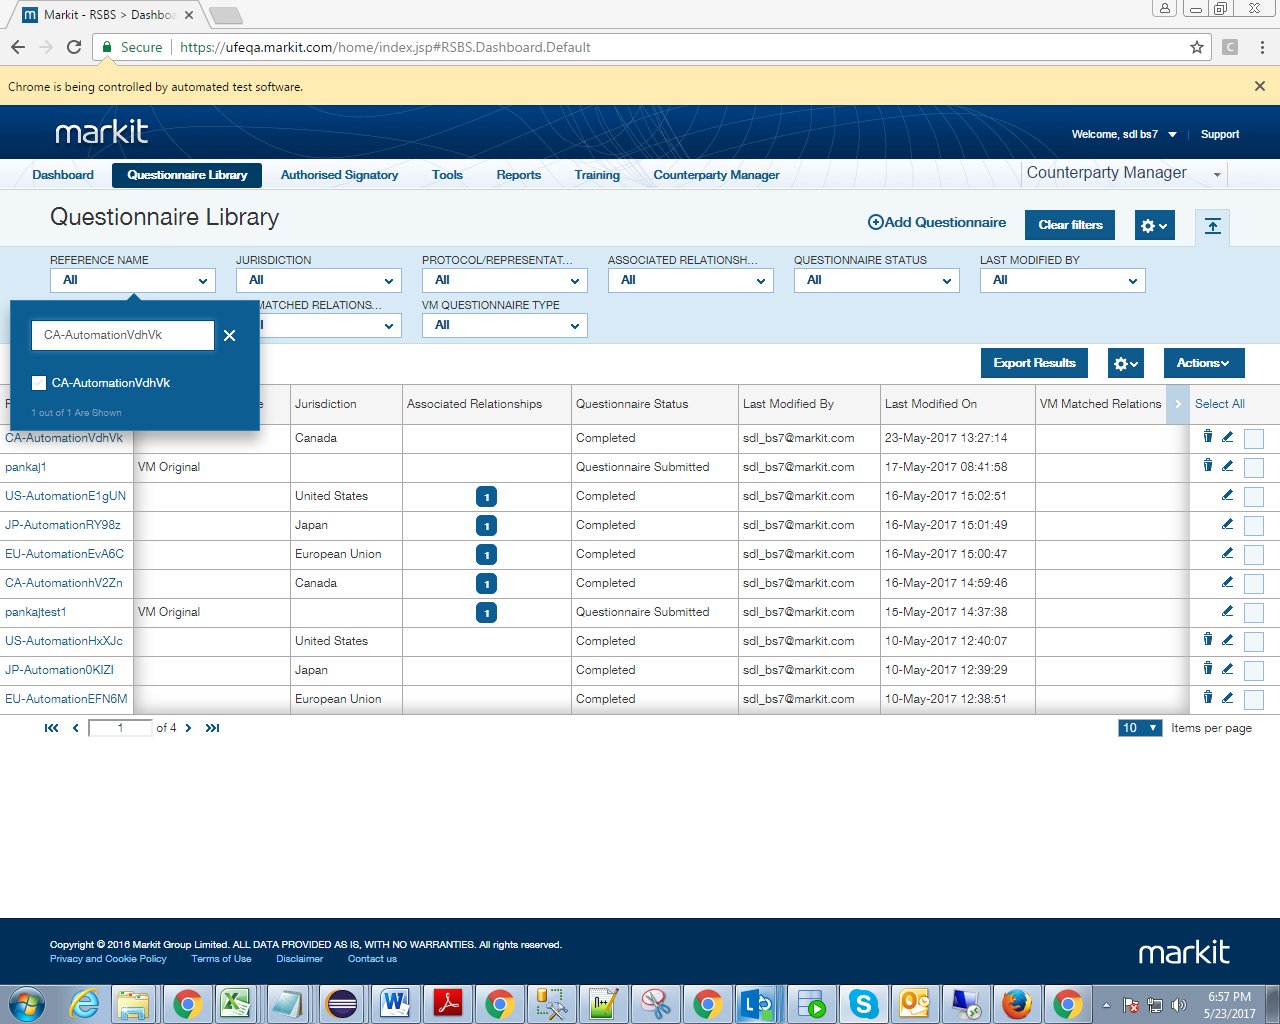 Markit - RSBS > Dashboa
Secure https://ufeqa.markit.com/home/index.jsp#RSBS.Dashboard.Default
Chrome is being controlled by automated test software.
markit
Welcome, sdl bs7 Support
Dashboard Questionnaire Library Authorised Signatory Tools Reports Training Counterparty Manager Counterparty Manager
Questionnaire Library
Add Questionnaire Clear filters
REFERENCE NAME JURISDICTION PROTOCOL/REPRESENTAT... ASSOCIATED RELATIONSH... QUESTIONNAIRE STATUS LAST MODIFIED BY
All All All All All All
MATCHED RELATIONS... VM QUESTIONNAIRE TYPE
All
CA-AutomationVdhVk
CA-AutomationVdhVk
1 out of 1 Are Shown
Export Results Actions
Jurisdiction Associated Relationships Questionnaire Status Last Modified By Last Modified On VM Matched Relations Select All
CA-AutomationVdhVk Canada Completed sdl_bs7@markit.com 23-May-2017 13:27:14
pankaj1 VM Original Questionnaire Submitted sdl_bs7@markit.com 17-May-2017 08:41:58
US-AutomationE1gUN United States 1 Completed sdl_bs7@markit.com 16-May-2017 15:02:51
JP-AutomationRY98z Japan 1 Completed sdl_bs7@markit.com 16-May-2017 15:01:49
EU-AutomationEvA6C European Union 1 Completed sdl_bs7@markit.com 16-May-2017 15:00:47
CA-AutomationhV2Zn Canada 1 Completed sdl_bs7@markit.com 16-May-2017 14:59:46
pankajtest1 VM Original 1 Questionnaire Submitted sdl_bs7@markit.com 15-May-2017 14:37:38
US-AutomationHxXJc United States Completed sdl_bs7@markit.com 10-May-2017 12:40:07
JP-Automation0KIZI Japan Completed sdl_bs7@markit.com 10-May-2017 12:39:29
EU-AutomationEFN6M European Union Completed sdl_bs7@markit.com 10-May-2017 12:38:51
1 of 4 10 Items per page
Copyright © 2016 Markit Group Limited. ALL DATA PROVIDED AS IS, WITH NO WARRANTIES. All rights reserved.
Privacy and Cookie Policy Terms of Use Disclaimer Contact us
markit
6:57 PM
5/23/2017